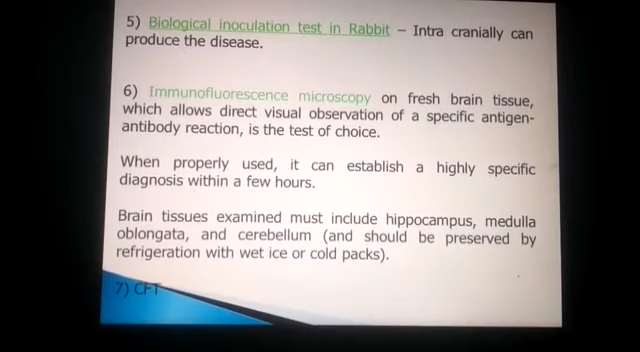 5) Biological inoculation test in Rabbit – Intra cranially can
produce the disease.
6) Immunofluorescence microscopy on fresh brain tissue,
which allows direct visual observation of a specific antigen-
antibody reaction, is the test of choice.
When properly used, it can establish a highly specific
diagnosis within a few hours.
Brain tissues examined must include hippocampus, medulla
oblongata, and cerebellum (and should be preserved by
refrigeration with wet ice or cold packs).
7) CFT